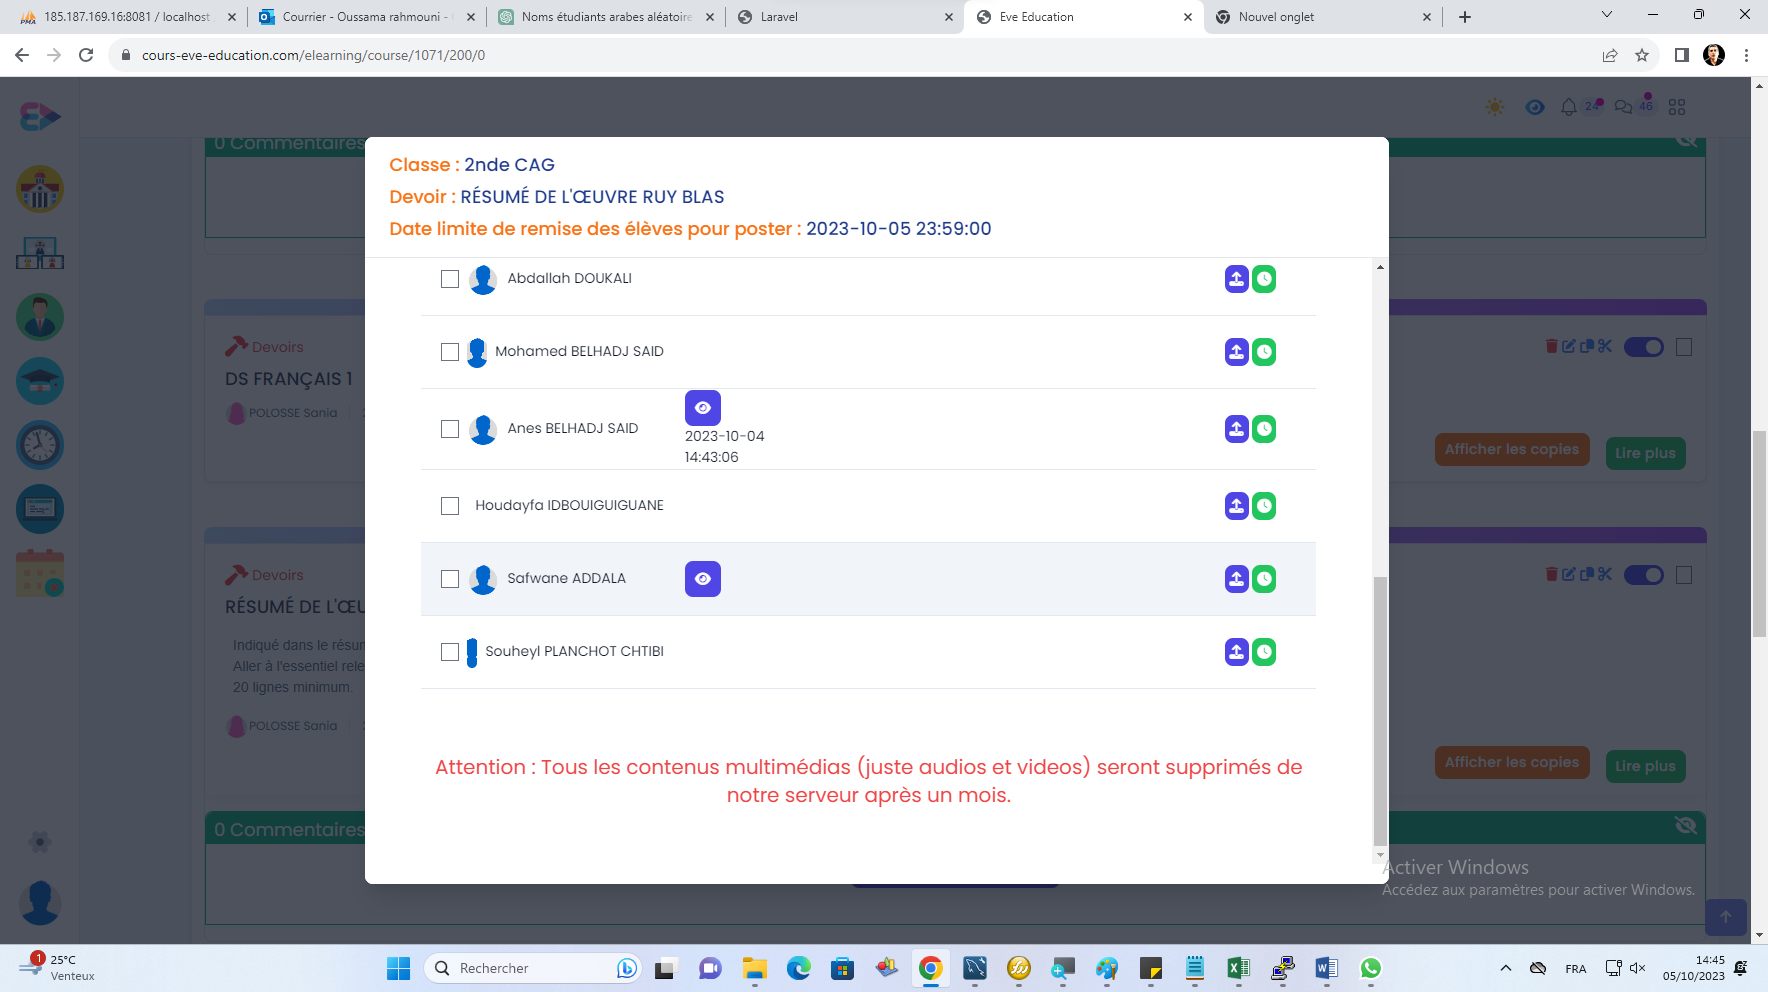 185.187.169.16:8081 / localhost
Courrier - Oussama rahmouni -
Noms étudiants arabes aléatoire
Laravel
Eve Education
Nouvel onglet
cours-eve-education.com/elearning/course/1071/200/0
24
46
0 Commentaires
Classe : 2nde CAG
Devoir : RÉSUMÉ DE L'ŒUVRE RUY BLAS
Date limite de remise des élèves pour poster : 2023-10-05 23:59:00
Abdallah DOUKALI
Mohamed BELHADJ SAID
Anes BELHADJ SAID
2023-10-04
14:43:06
Houdayfa IDBOUIGUIGUANE
Safwane ADDALA
Souheyl PLANCHOT CHTIBI
Attention : Tous les contenus multimédias (juste audios et videos) seront supprimés de
notre serveur après un mois.
Devoirs
DS FRANÇAIS 1
POLOSSE Sania
Afficher les copies
Lire plus
Devoirs
RÉSUMÉ DE L'ŒU
Indiqué dans le résur
Aller à l'essentiel rele
20 lignes minimum.
POLOSSE Sania
Afficher les copies
Lire plus
0 Commentaires
Activer Windows
Accédez aux paramètres pour activer Windows.
1
25°C
Venteux
Rechercher
FRA
14:45
05/10/2023